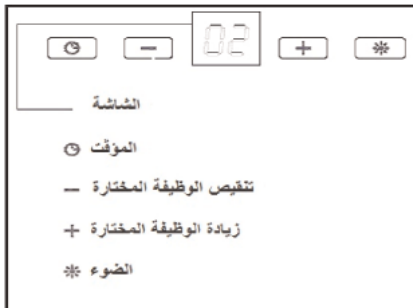 02
الشاشة
المؤقت
تنقيص الوظيفة المختارة −
زيادة الوظيفة المختارة +
الضوء